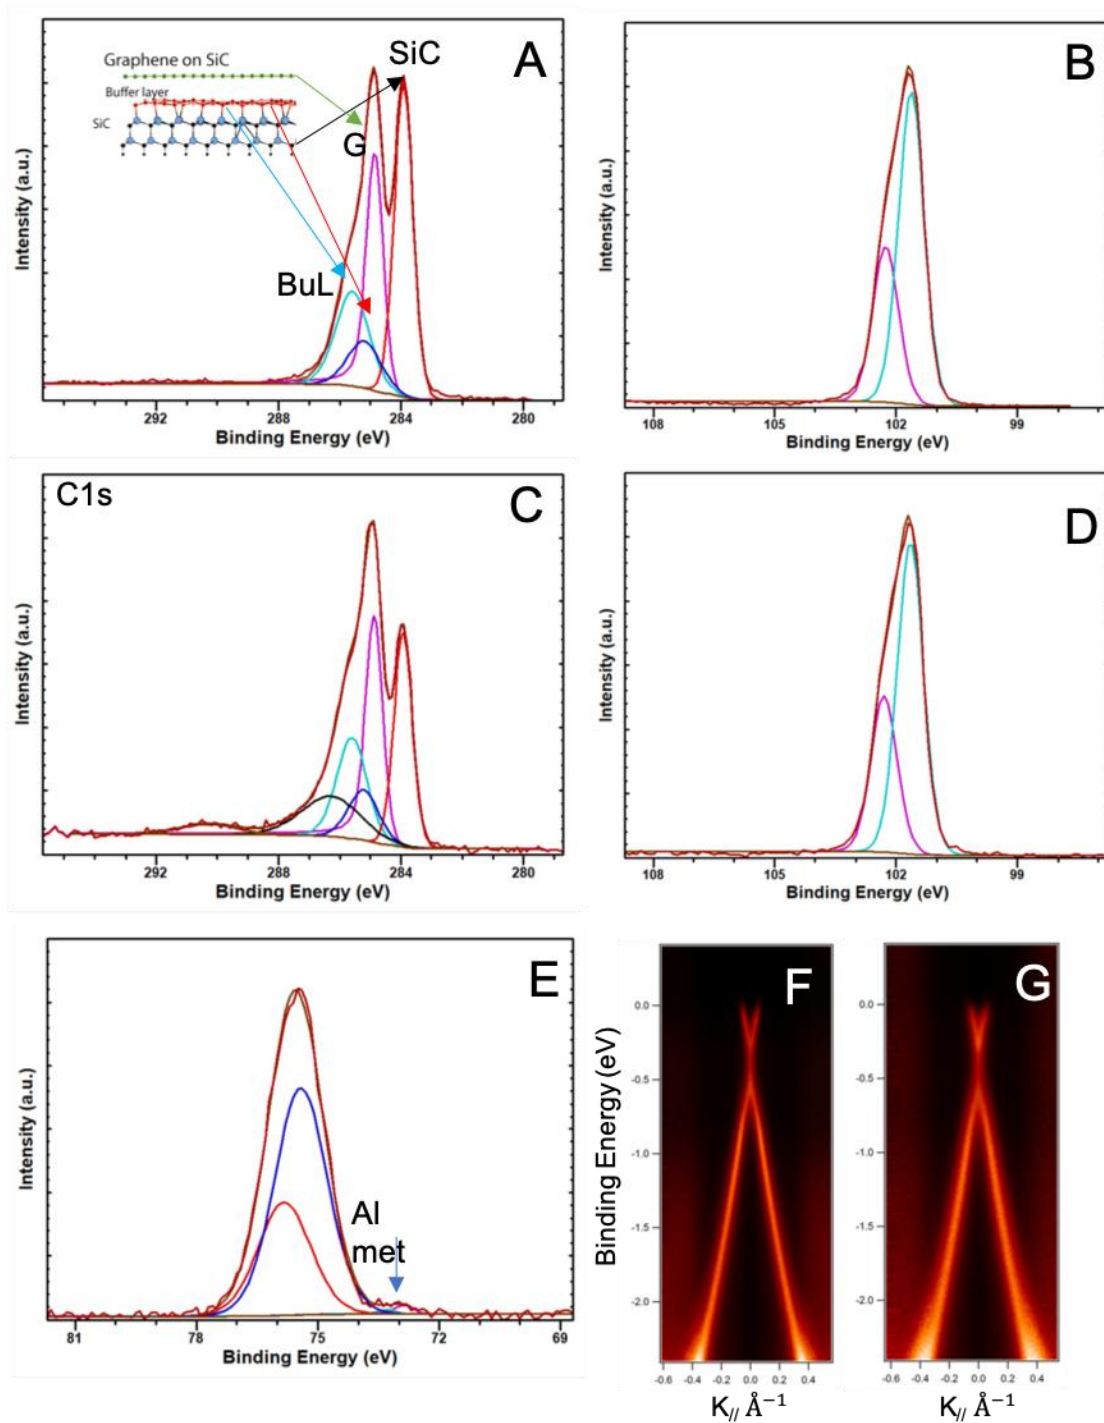 A
Graphene on SiC
SiC
Buffer layer
SiC
G
BuL
Intensity (a.u.)
292 288 284 280
Binding Energy (eV)
B
Intensity (a.u.)
108 105 102 99
Binding Energy (eV)
C1s
C
Intensity (a.u.)
292 288 284 280
Binding Energy (eV)
D
Intensity (a.u.)
108 105 102 99
Binding Energy (eV)
E
Al
met
Intensity (a.u.)
81 78 75 72 69
Binding Energy (eV)
F
Binding Energy (eV)
0.0
-0.5
-1.0
-1.5
-2.0
-0.6 -0.4 0.0 0.2 0.4
K// Å⁻¹
G
0.0
-0.5
-1.0
-1.5
-2.0
-0.6 -0.4 0.0 0.2 0.4
K// Å⁻¹